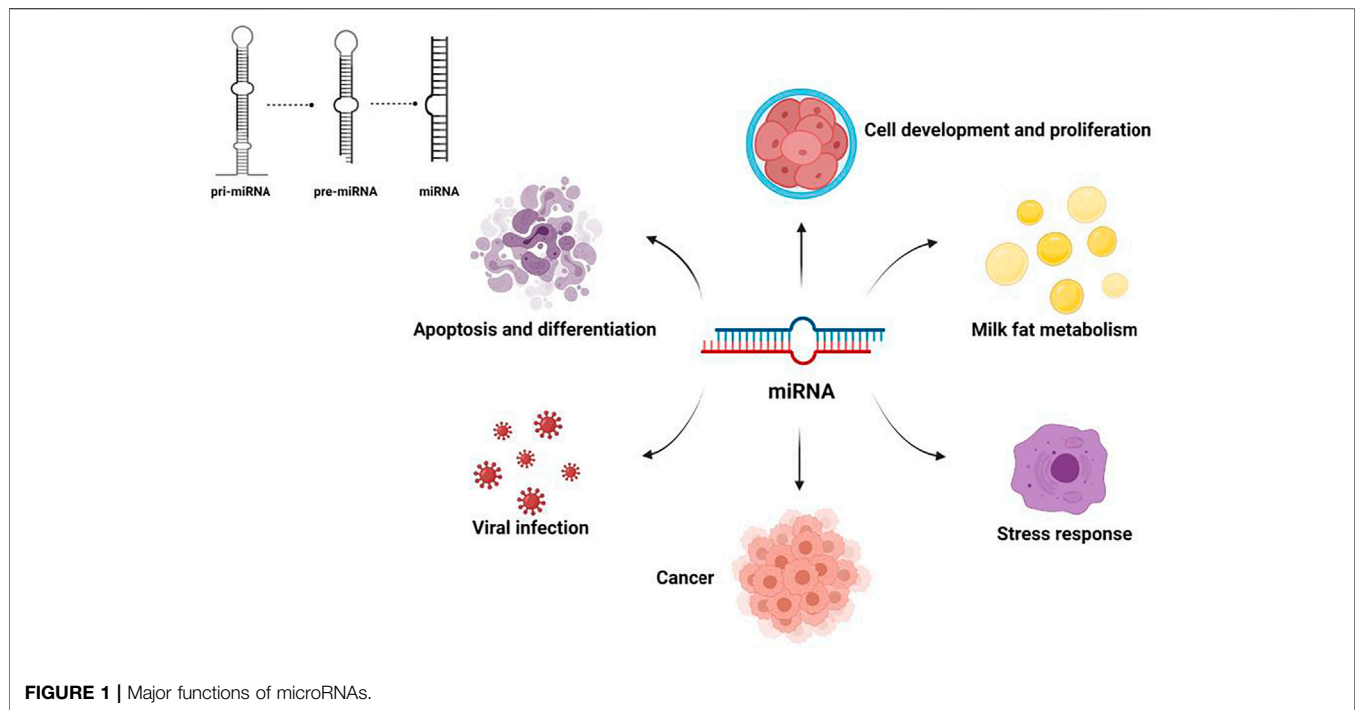 pri-miRNA
pre-miRNA
miRNA
Cell development and proliferation
Apoptosis and differentiation
Milk fat metabolism
miRNA
Viral infection
Stress response
Cancer
FIGURE 1 | Major functions of microRNAs.